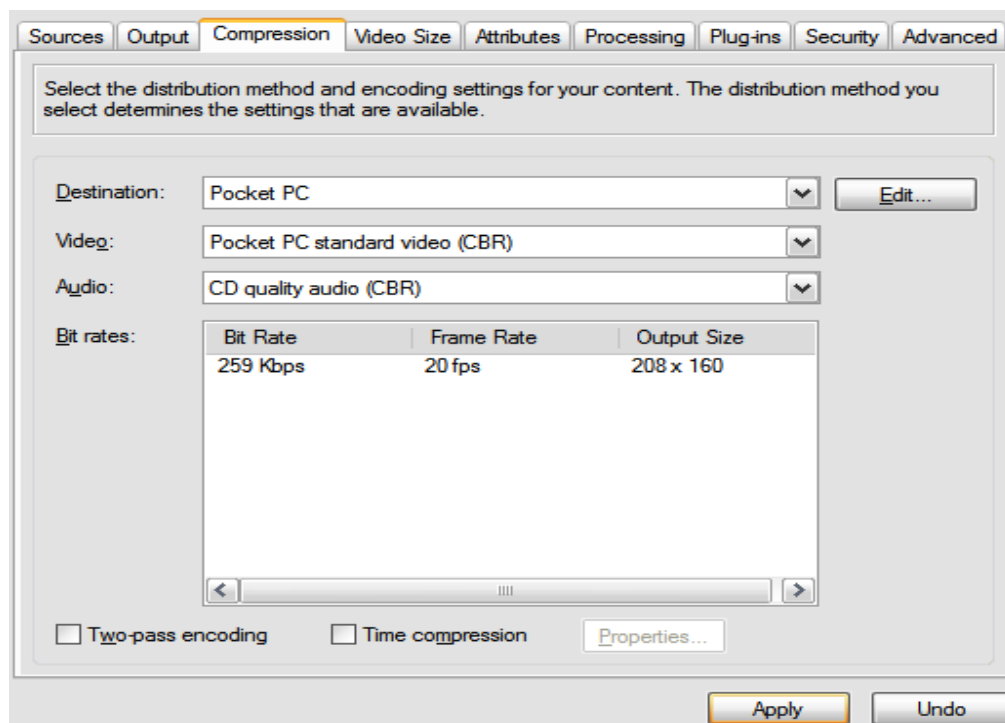 Sources Output Compression Video Size Attributes Processing Plug-ins Security Advanced
Select the distribution method and encoding settings for your content. The distribution method you
select determines the settings that are available.
Destination: Pocket PC Edit...
Video: Pocket PC standard video (CBR)
Audio: CD quality audio (CBR)
Bit rates: Bit Rate Frame Rate Output Size
259 Kbps 20 fps 208 x 160
Two-pass encoding Time compression Properties...
Apply Undo